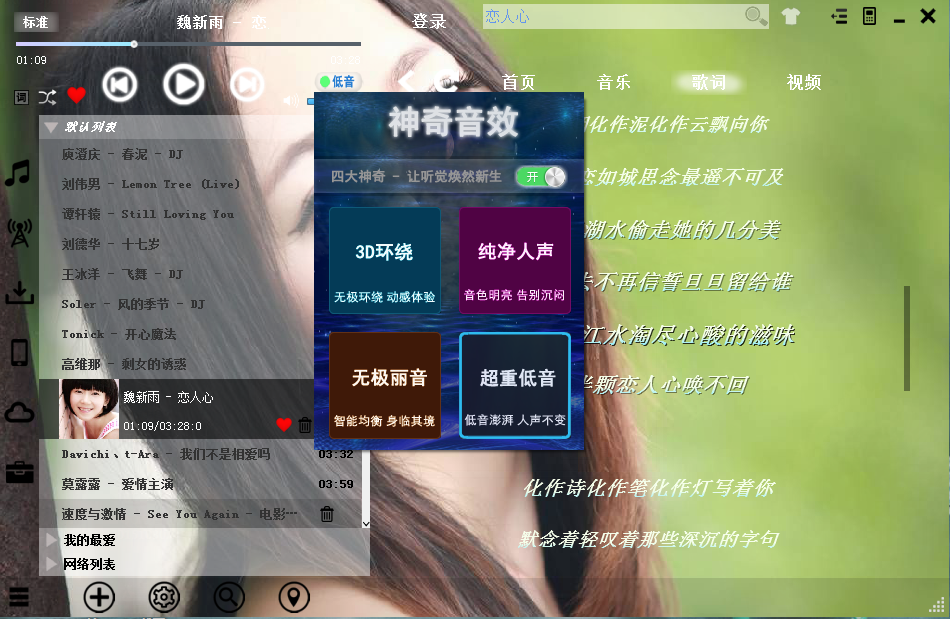 标准
魏新雨 - 恋
登录
恋人心
01:09
低音
首页
音乐
歌词
视频
词
默认列表
庾澄庆 - 春泥 - DJ
刘伟男 - Lemon Tree (Live)
谭轩辕 - Still Loving You
刘德华 - 十七岁
王冰洋 - 飞舞 - DJ
Soler - 风的季节 - DJ
Tonick - 开心魔法
高维那 - 剩女的诱惑
魏新雨 - 恋人心
01:09/03:28:0
Davichi、t-Ara - 我们不是相爱吗
03:32
莫露露 - 爱情主演
03:59
速度与激情 - See You Again - 电影…
我的最爱
网络列表
神奇音效
四大神奇 - 让听觉焕然新生
开
3D环绕
无极环绕 动感体验
纯净人声
音色明亮 告别沉闷
无极丽音
智能均衡 身临其境
超重低音
低音澎湃 人声不变
化作泥化作云飘向你
恋如城思念最遥不可及
湖水偷走她的几分美
去不再信誓旦旦留给谁
江水淘尽心酸的滋味
半颗恋人心唤不回
化作诗化作笔化作灯写着你
默念着轻叹着那些深沉的字句